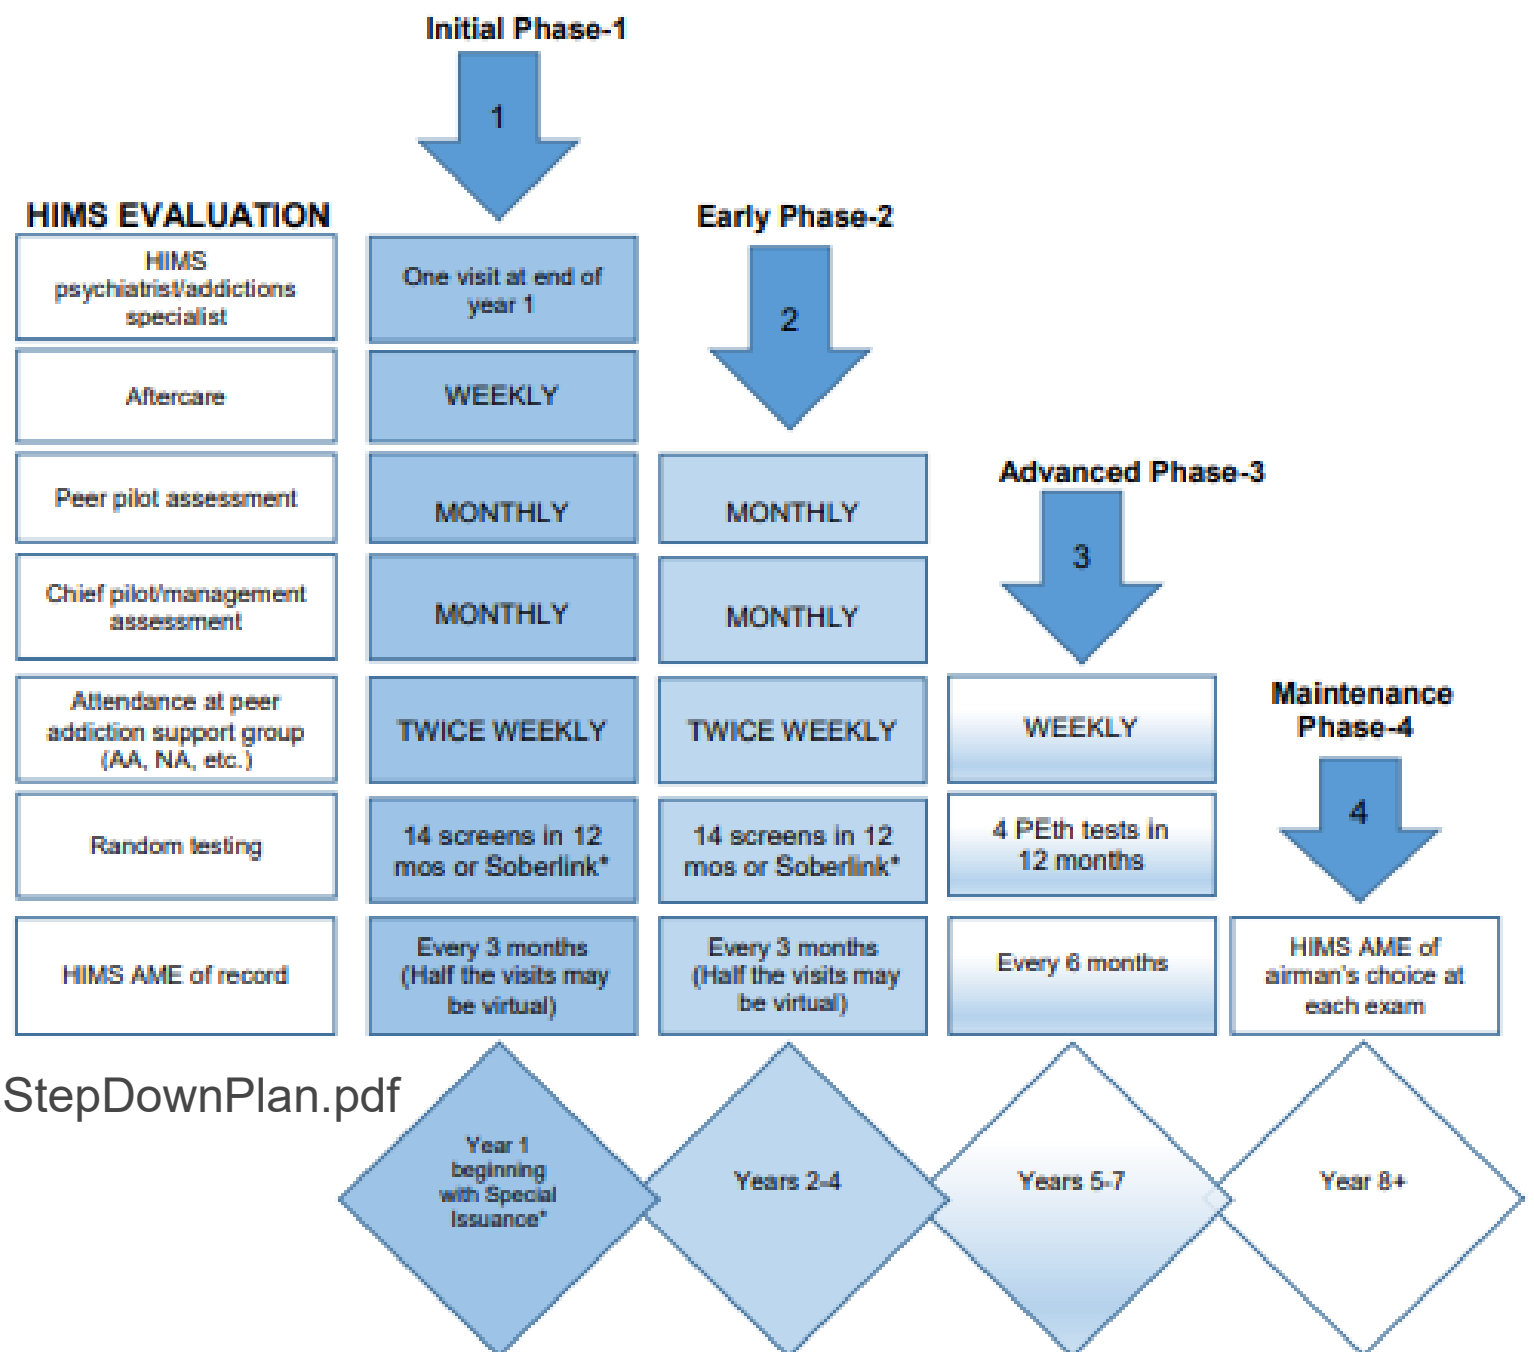 Initial Phase-1
1
HIMS EVALUATION
Early Phase-2
HIMS
psychiatrist/addictions
specialist
One visit at end of
year 1
2
Aftercare
WEEKLY
Advanced Phase-3
Peer pilot assessment
MONTHLY
MONTHLY
3
Chief pilot/management
assessment
MONTHLY
MONTHLY
Maintenance
Phase-4
Attendance at peer
addiction support group
(AA, NA, etc.)
TWICE WEEKLY
TWICE WEEKLY
WEEKLY
4
Random testing
14 screens in 12
mos or Soberlink*
14 screens in 12
mos or Soberlink*
4 PEth tests in
12 months
HIMS AME of record
Every 3 months
(Half the visits may
be virtual)
Every 3 months
(Half the visits may
be virtual)
Every 6 months
HIMS AME of
airman's choice at
each exam
StepDownPlan.pdf
Year 1
beginning
with Special
Issuance*
Years 2-4
Years 5-7
Year 8+